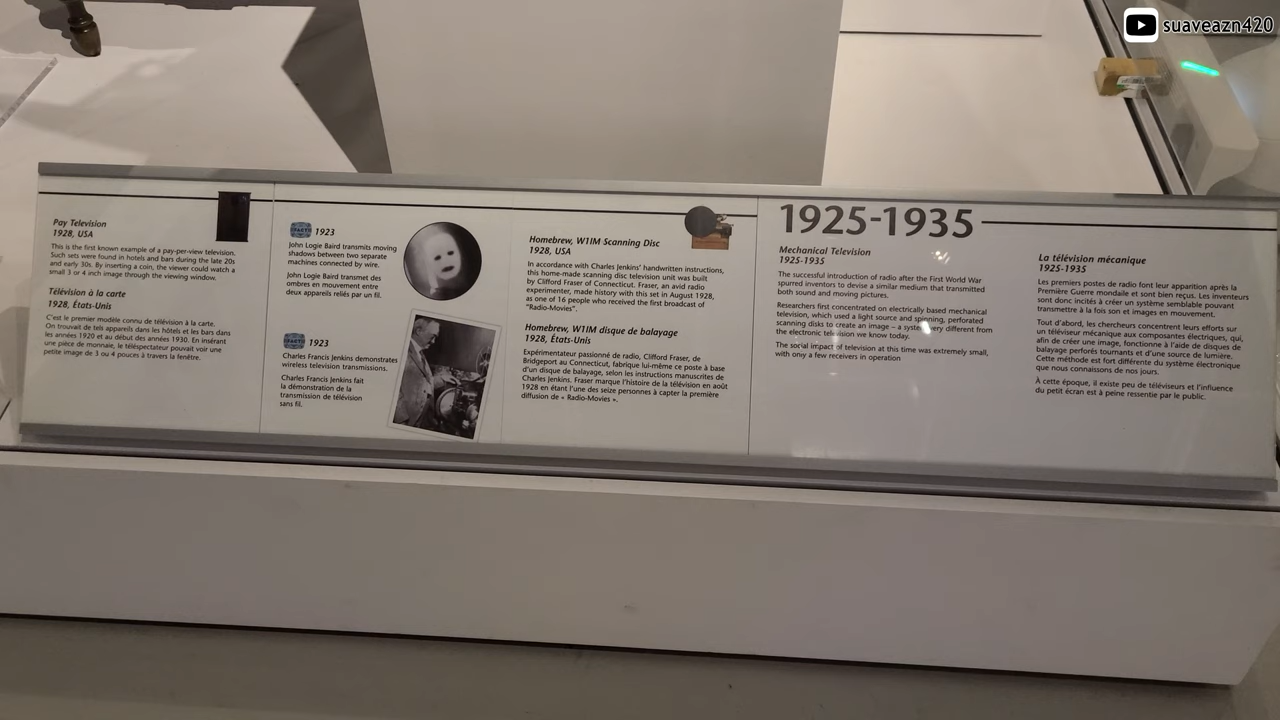 suaveazn420
Pay Television
1928, USA
This is the first known example of a pay-per-view television.
Such sets were found in hotels and bars during the late 20s
and early 30s. By inserting a coin, the viewer could watch a
small 3 or 4 inch image through the viewing window.
Télévision à la carte
1928, États-Unis
C'est le premier modèle connu de télévision à la carte.
On trouvait de tels appareils dans les hôtels et les bars dans
les années 1920 et au début des années 1930. En insérant
une pièce de monnaie, le téléspectateur pouvait voir une
petite image de 3 ou 4 pouces à travers la fenêtre.
1923
John Logie Baird transmits moving
shadows between two separate
machines connected by wire.
John Logie Baird transmet des
ombres en mouvement entre
deux appareils reliés par un fil.
1923
Charles Francis Jenkins demonstrates
wireless television transmissions.
Charles Francis Jenkins fait
la démonstration de la
transmission de télévision
sans fil.
Homebrew, W1IM Scanning Disc
1928, USA
In accordance with Charles Jenkins' handwritten instructions,
this home-made scanning disc television unit was built
by Clifford Fraser of Connecticut. Fraser, an avid radio
experimenter, made history with this set in August 1928,
as one of 16 people who received the first broadcast of
"Radio-Movies".
Homebrew, W1IM disque de balayage
1928, États-Unis
Expérimentateur passionné de radio, Clifford Fraser, de
Bridgeport au Connecticut, fabrique lui-même ce poste à base
d'un disque de balayage, selon les instructions manuscrites de
Charles Jenkins. Fraser marque l'histoire de la télévision en août
1928 en étant l'une des seize personnes à capter la première
diffusion de « Radio-Movies ».
1925-1935
Mechanical Television
1925-1935
The successful introduction of radio after the First World War
spurred inventors to devise a similar medium that transmitted
both sound and moving pictures.
Researchers first concentrated on electrically based mechanical
television, which used a light source and spinning, perforated
scanning disks to create an image – a system very different from
the electronic television we know today.
The social impact of television at this time was extremely small,
with only a few receivers in operation
La télévision mécanique
1925-1935
Les premiers postes de radio font leur apparition après la
Première Guerre mondaile et sont bien reçus. Les inventeurs
sont donc incités à créer un système semblable pouvant
transmettre à la fois son et images en mouvement.
Tout d'abord, les chercheurs concentrent leurs efforts sur
un téléviseur mécanique aux composantes électriques, qui,
afin de créer une image, fonctionne à l'aide de disques de
balayage perforés tournants et d'une source de lumière.
Cette méthode est fort différente du système électronique
que nous connaissons de nos jours.
À cette époque, il existe peu de téléviseurs et l'influence
du petit écran est à peine ressentie par le public.